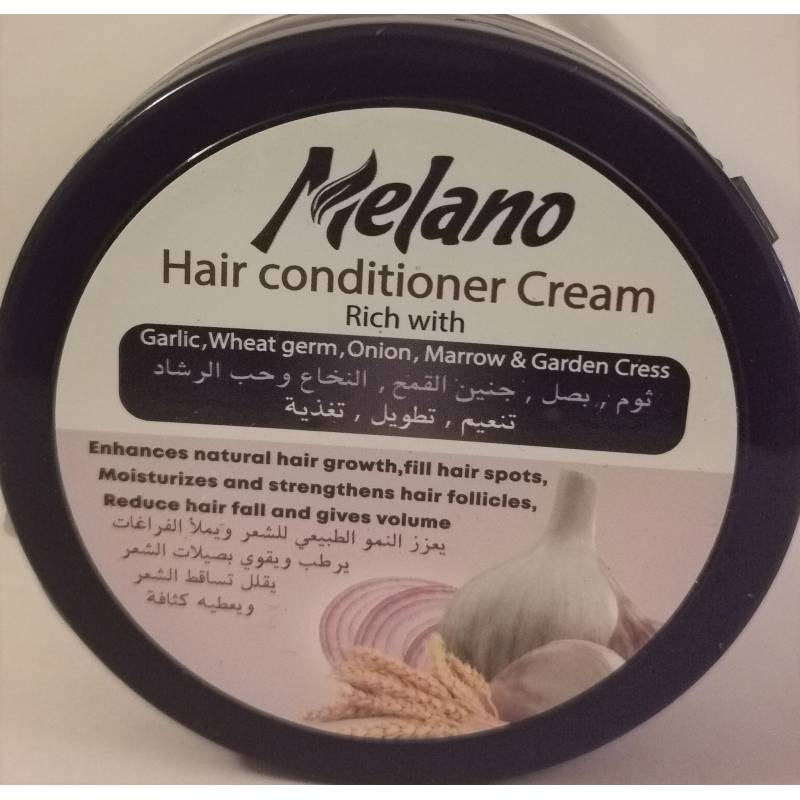 Melano
Hair conditioner Cream
Rich with
Garlic,Wheat germ,Onion, Marrow & Garden Cress
ثوم , بصل , جنين القمح , النخاع وحب الرشاد
تنعيم , تطويل , تغذية
Enhances natural hair growth,fill hair spots,
Moisturizes and strengthens hair follicles,
Reduce hair fall and gives volume
يعزز النمو الطبيعي للشعر ويملأ الفراغات
يرطب ويقوي بصيلات الشعر
يقلل تساقط الشعر
ويعطيه كثافة